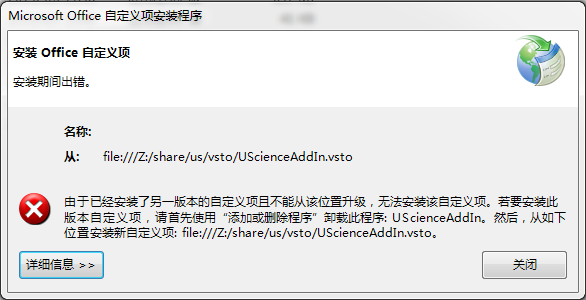 Microsoft Office 自定义项安装程序
安装 Office 自定义项
安装期间出错。
名称:
从: file:///Z:/share/us/vsto/UScienceAddIn.vsto
由于已经安装了另一版本的自定义项且不能从该位置升级，无法安装该自定义项。若要安装此
版本自定义项，请首先使用“添加或删除程序”卸载此程序: UScienceAddIn。然后，从如下
位置安装新自定义项: file:///Z:/share/us/vsto/UScienceAddIn.vsto。
详细信息 >> 关闭